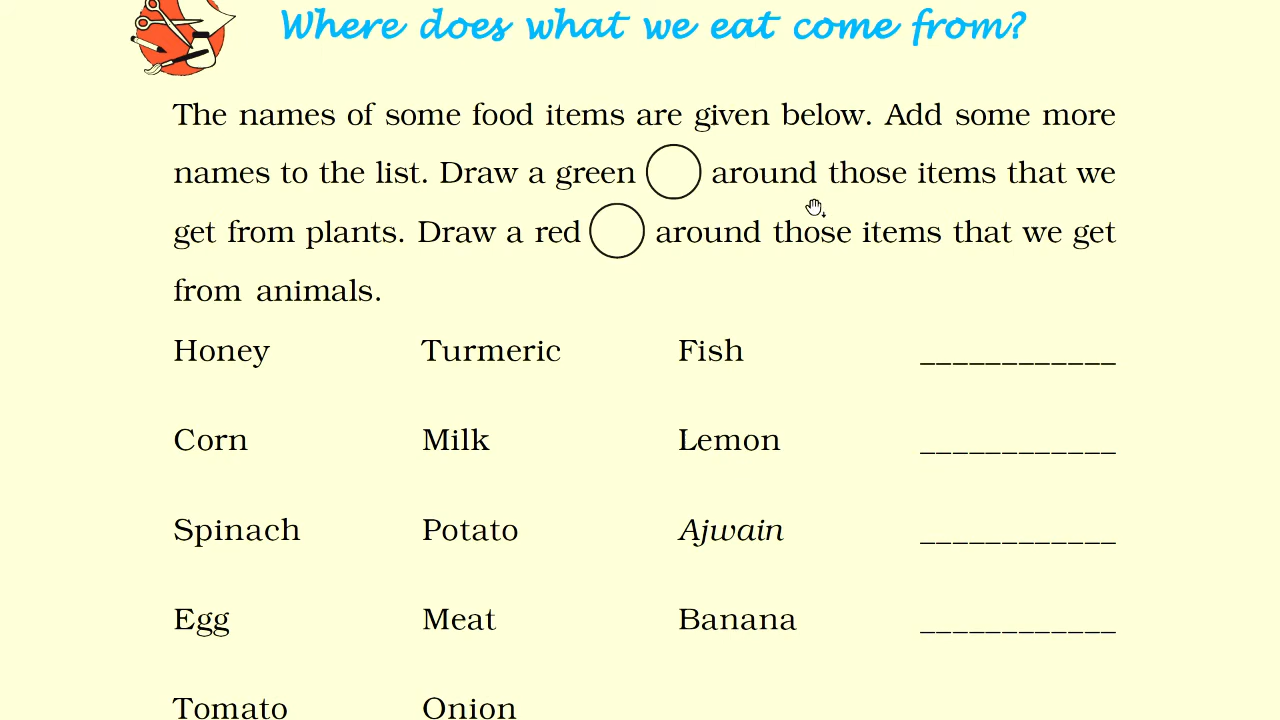 Where does what we eat come from?
The names of some food items are given below. Add some more
names to the list. Draw a green around those items that we
get from plants. Draw a red around those items that we get
from animals.
Honey Turmeric Fish ____________
Corn Milk Lemon ____________
Spinach Potato Ajwain ____________
Egg Meat Banana ____________
Tomato Onion